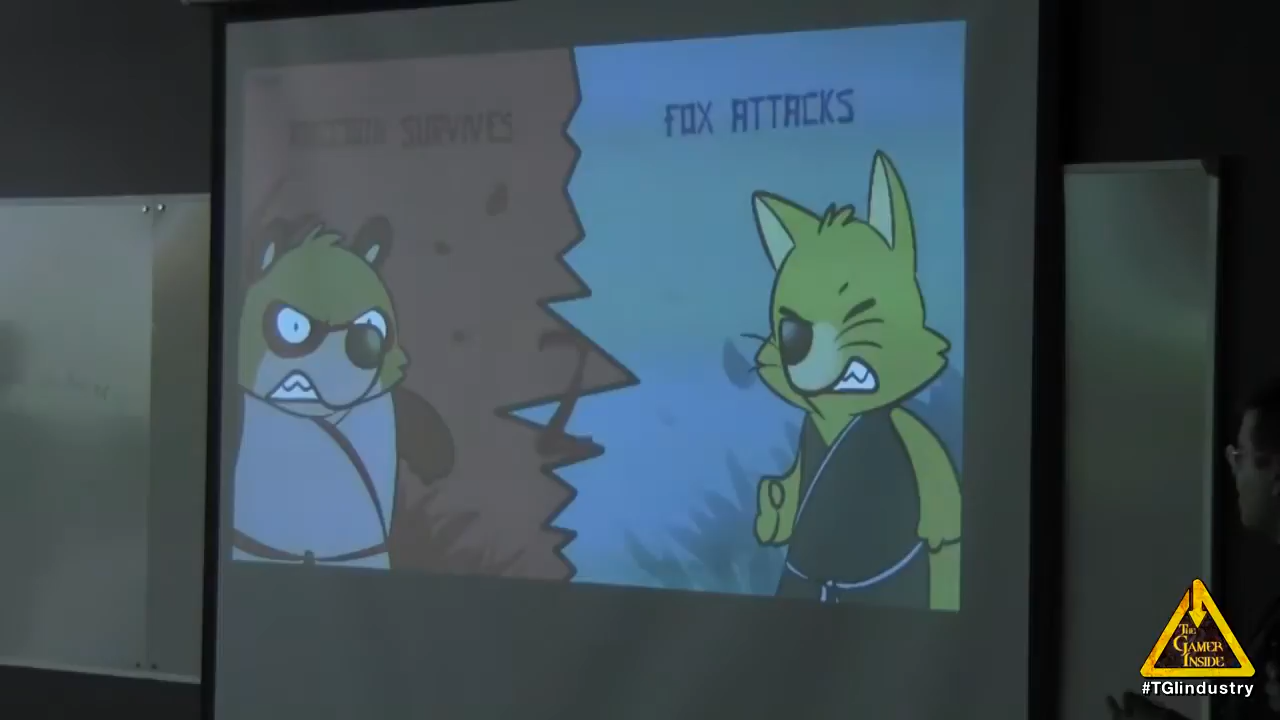 SURVIVES
FOX ATTACKS
THE
GAMER
INSIDE
#TGIindustry